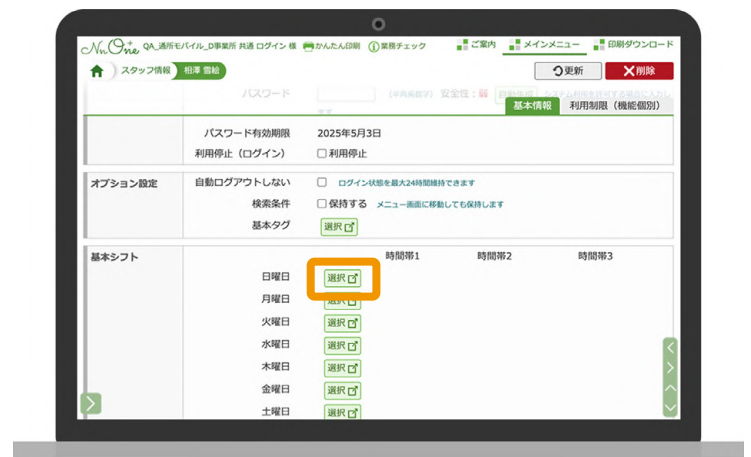 NnOne QA_通所モバイル_D事業所 共通 ログイン 様 かんたん印刷 業務チェック ご案内 メインメニュー 印刷ダウンロード
スタッフ情報 相澤 雪絵 更新 削除
パスワード (半角英数字) 安全性：弱 自動生成
基本情報 利用制限（機能個別）
パスワード有効期限 2025年5月3日
利用停止（ログイン） 利用停止
オプション設定 自動ログアウトしない ログイン状態を最大24時間維持できます
検索条件 保持する メニュー画面に移動しても保持します
基本タグ 選択
基本シフト 時間帯1 時間帯2 時間帯3
日曜日 選択
月曜日 選択
火曜日 選択
水曜日 選択
木曜日 選択
金曜日 選択
土曜日 選択